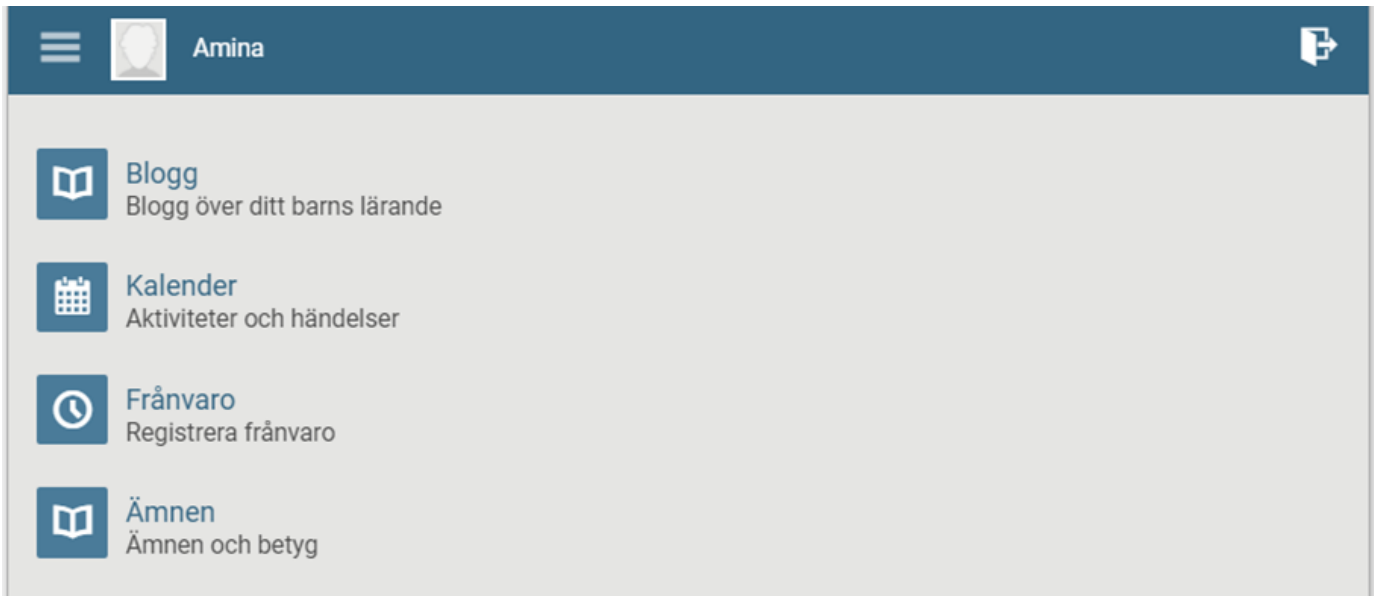 Amina
Blogg
Blogg över ditt barns lärande
Kalender
Aktiviteter och händelser
Frånvaro
Registrera frånvaro
Ämnen
Ämnen och betyg